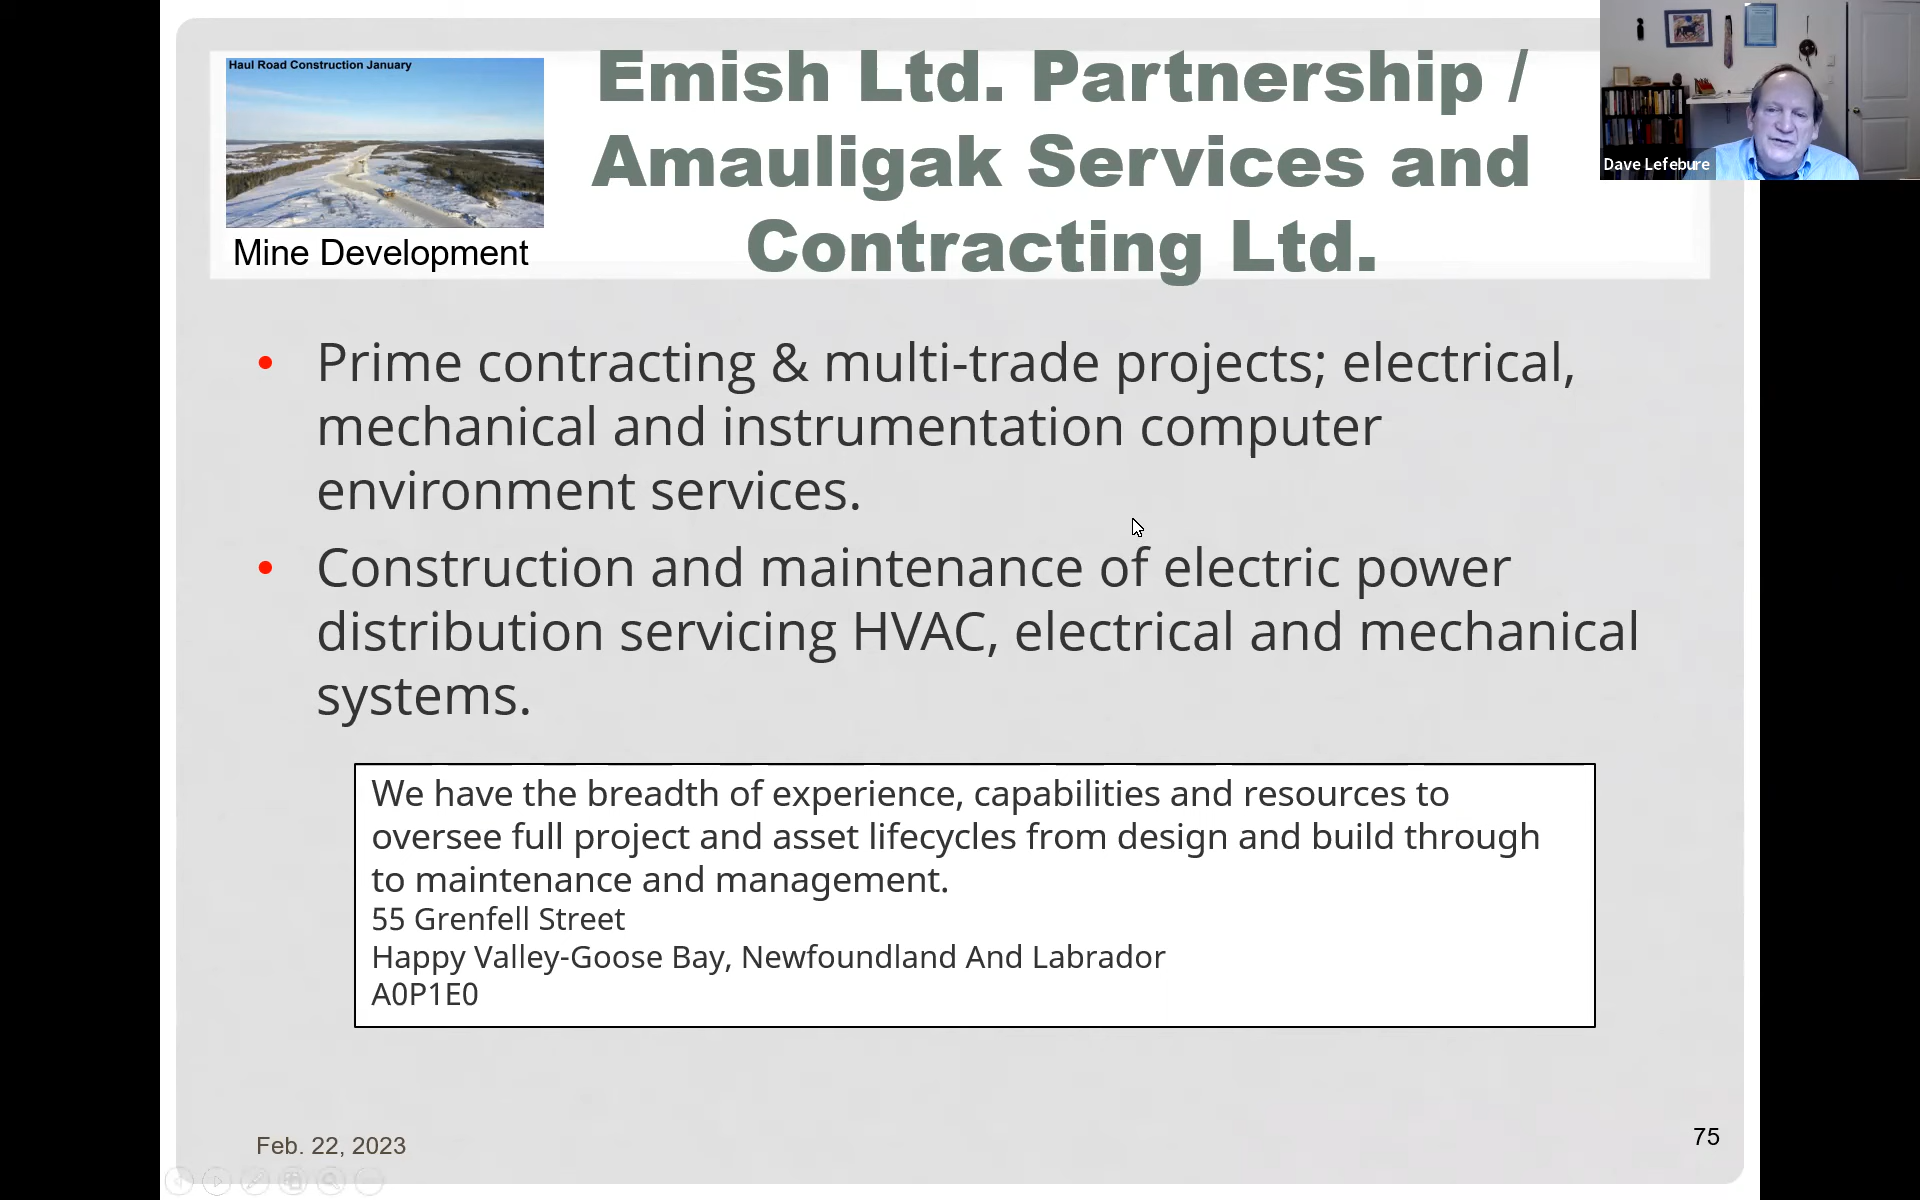 Haul Road Construction January
Mine Development
Emish Ltd. Partnership /
Amauligak Services and
Contracting Ltd.
Dave Lefebure
• Prime contracting & multi-trade projects; electrical,
mechanical and instrumentation computer
environment services.
• Construction and maintenance of electric power
distribution servicing HVAC, electrical and mechanical
systems.
We have the breadth of experience, capabilities and resources to
oversee full project and asset lifecycles from design and build through
to maintenance and management.
55 Grenfell Street
Happy Valley-Goose Bay, Newfoundland And Labrador
A0P1E0
Feb. 22, 2023
75